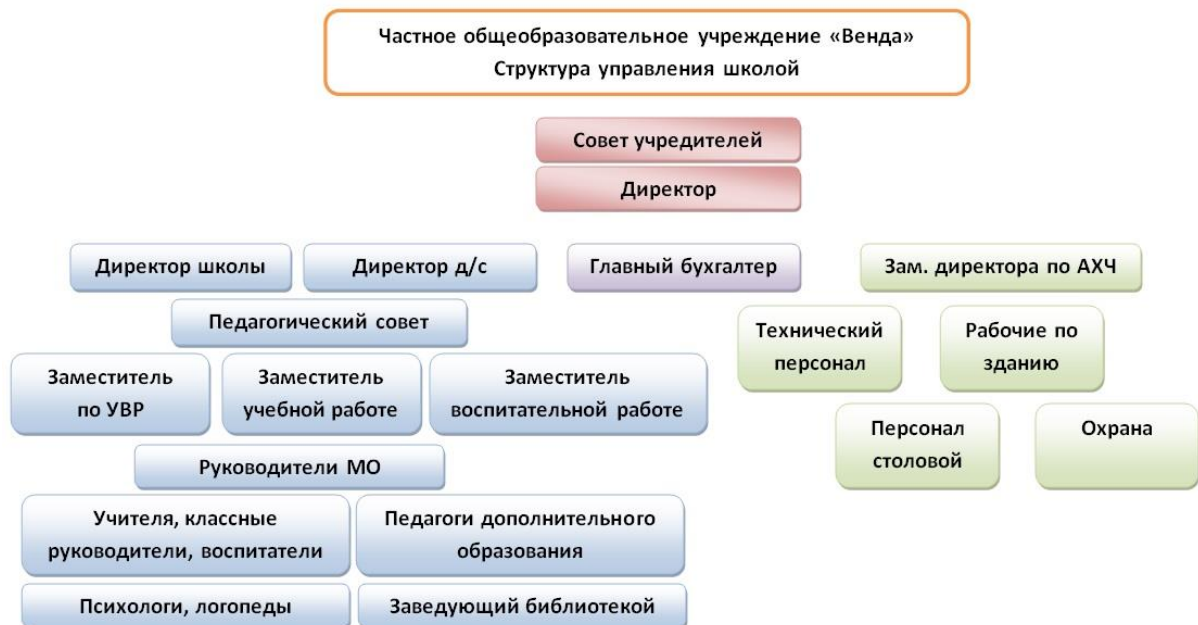 Частное общеобразовательное учреждение «Венда»
Структура управления школой
Совет учредителей
Директор
Директор школы
Директор д/с
Главный бухгалтер
Зам. директора по АХЧ
Педагогический совет
Технический
персонал
Рабочие по
зданию
Заместитель
по УВР
Заместитель
учебной работе
Заместитель
воспитательной работе
Персонал
столовой
Охрана
Руководители МО
Учителя, классные
руководители, воспитатели
Педагоги дополнительного
образования
Психологи, логопеды
Заведующий библиотекой